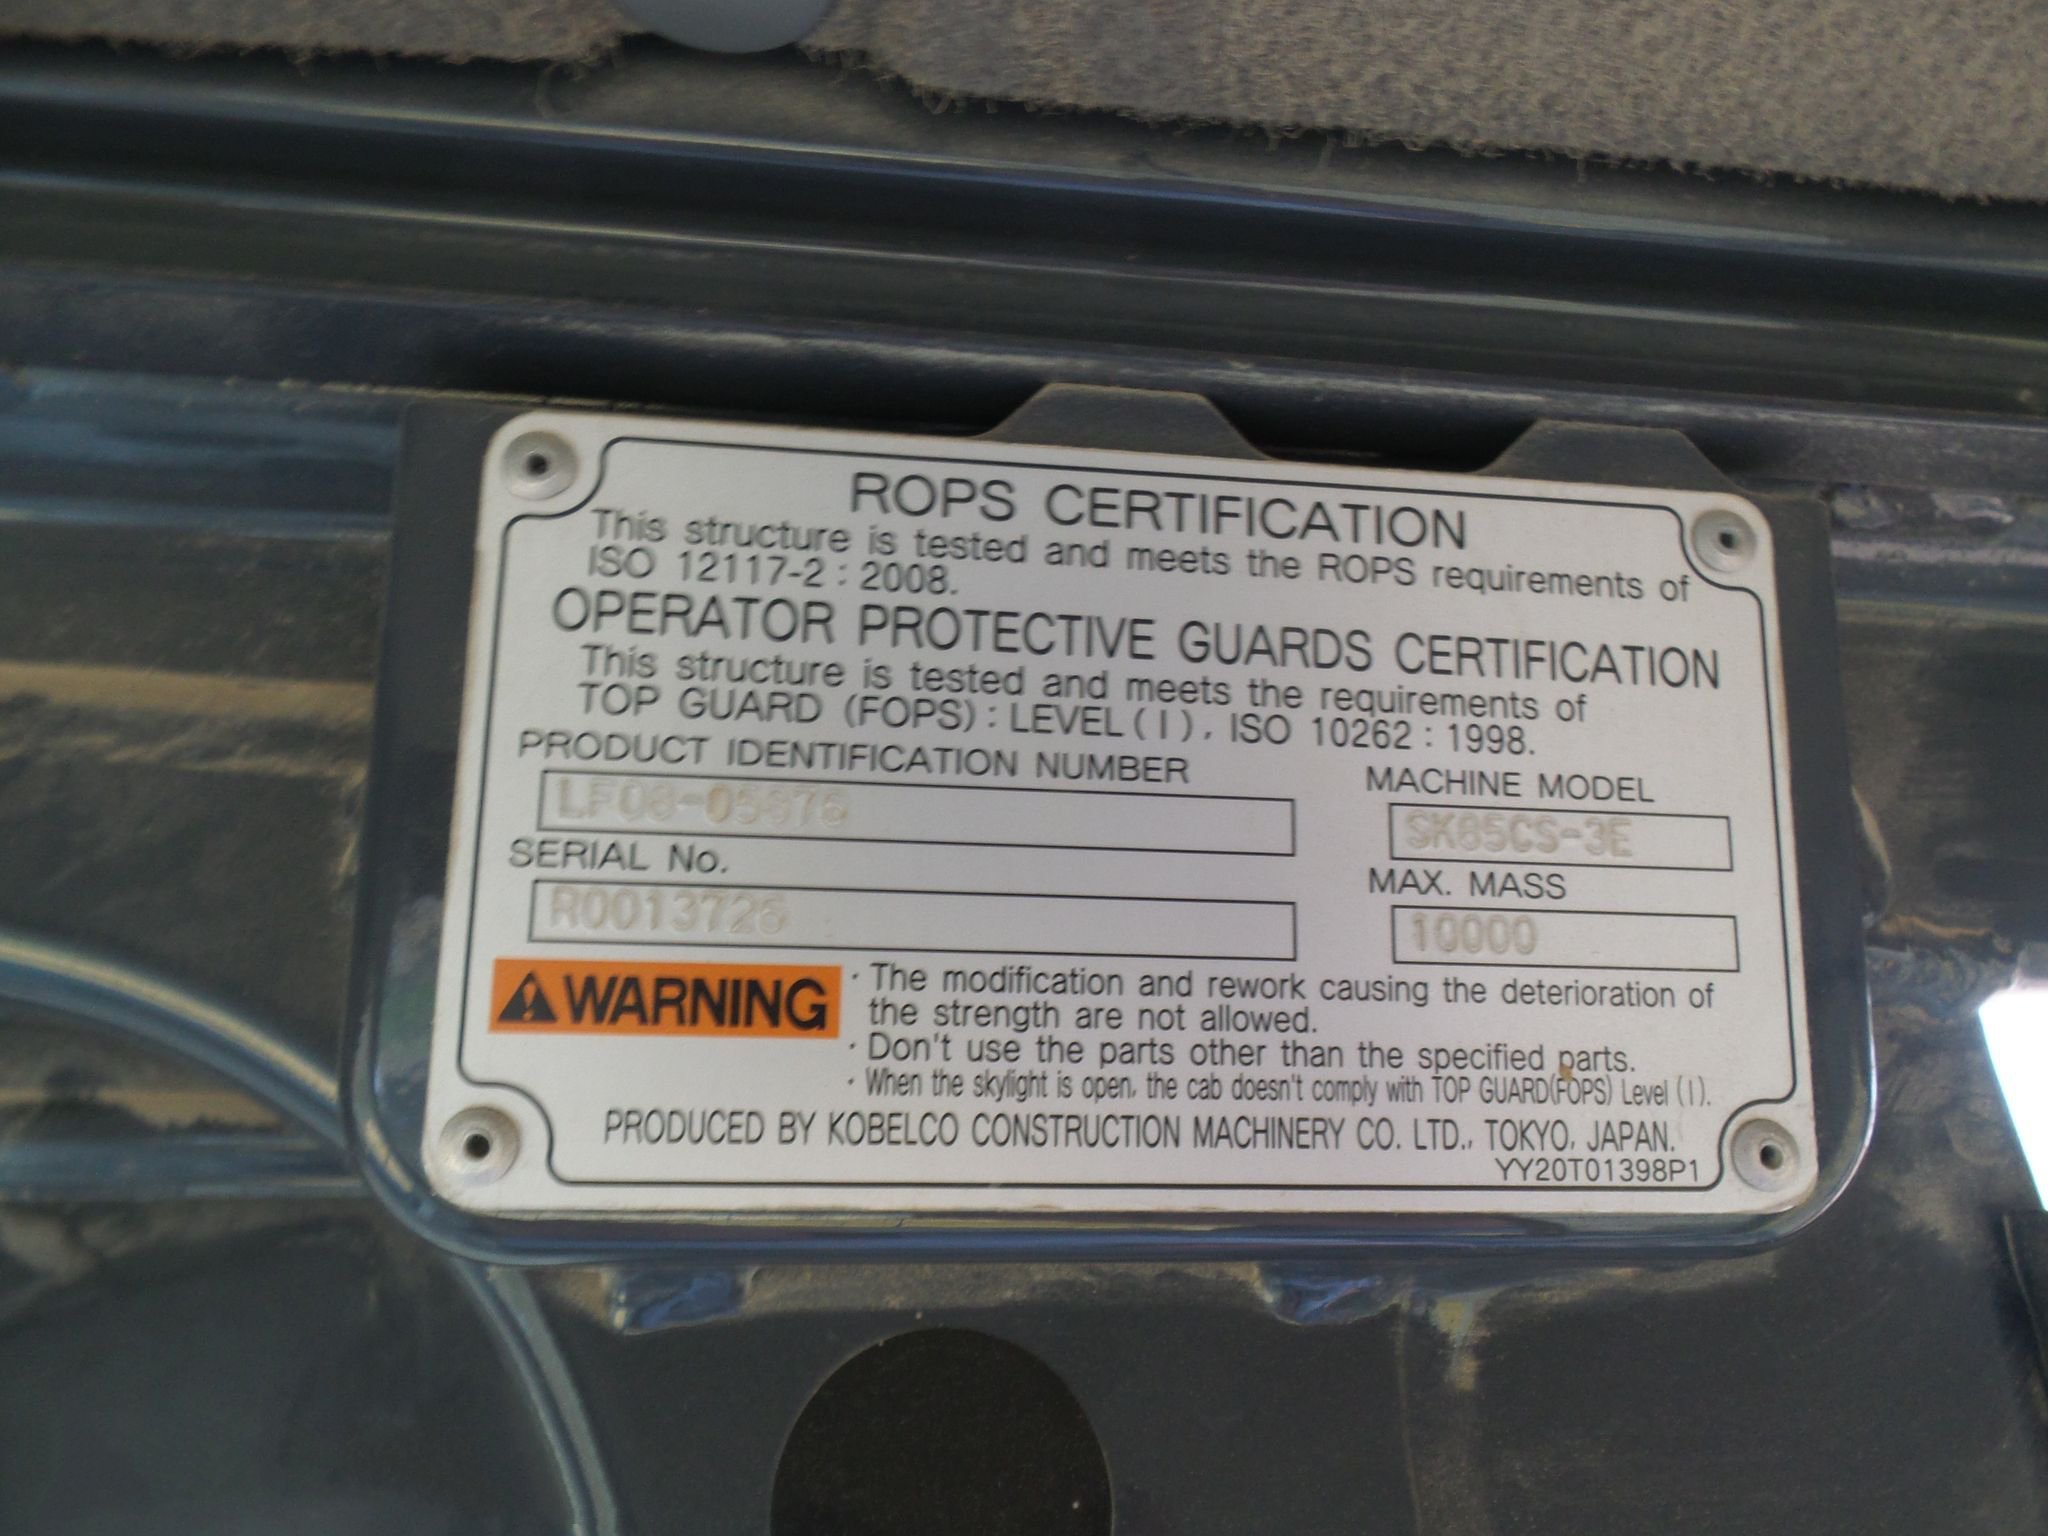 ROPS CERTIFICATION
This structure is tested and meets the ROPS requirements of
ISO 12117-2 : 2008.
OPERATOR PROTECTIVE GUARDS CERTIFICATION
This structure is tested and meets the requirements of
TOP GUARD (FOPS) : LEVEL ( I ) , ISO 10262 : 1998.
PRODUCT IDENTIFICATION NUMBER
MACHINE MODEL
SERIAL No.
R0013726
MAX. MASS
10000
WARNING
· The modification and rework causing the deterioration of
the strength are not allowed.
· Don't use the parts other than the specified parts.
· When the skylight is open, the cab doesn't comply with TOP GUARD(FOPS) Level ( I ).
PRODUCED BY KOBELCO CONSTRUCTION MACHINERY CO. LTD., TOKYO, JAPAN.
YY20T01398P1